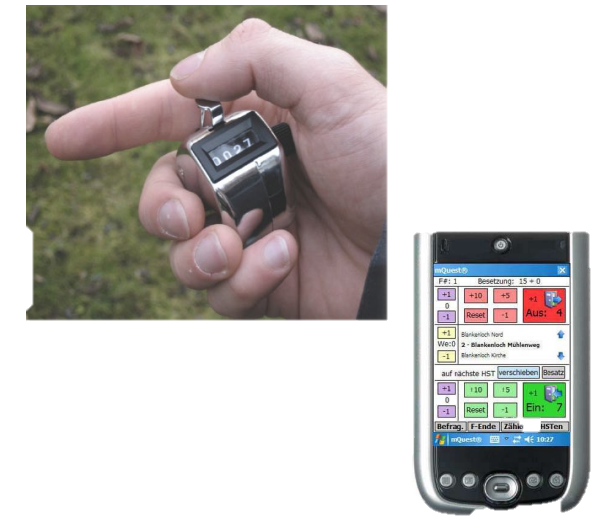 0027
mQuest® X
F#: 1 Besetzung: 15 = 0
+1 +10 +5 +1
0
-1 Reset -1 Aus: 4
+1 Blankenloch Nord
We:0 2 - Blankenloch Mühlenweg
-1 Blankenloch Kirche
auf nächste HST verschieben Besatz
+1 +10 +5 +1
0
-1 Reset -1 Ein: 7
Befrag. F-Ende HSTen
mQuest® 10:27